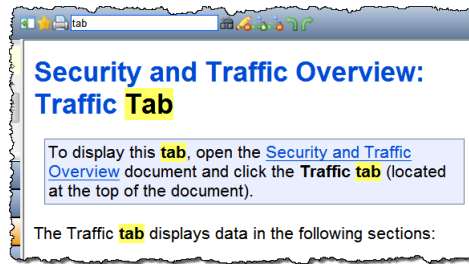 tab
Security and Traffic Overview:
Traffic Tab
To display this tab, open the Security and Traffic
Overview document and click the Traffic tab (located
at the top of the document).
The Traffic tab displays data in the following sections: